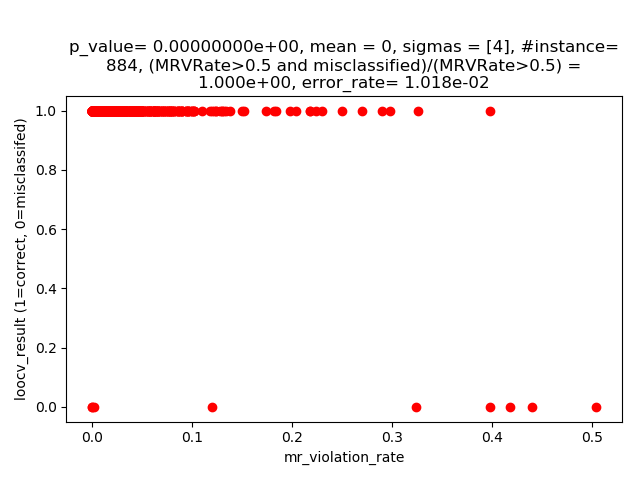 p_value= 0.00000000e+00, mean = 0, sigmas = [4], #instance=
884, (MRVRate>0.5 and misclassified)/(MRVRate>0.5) =
1.000e+00, error_rate= 1.018e-02
loocv_result (1=correct, 0=misclassifed)
1.0
0.8
0.6
0.4
0.2
0.0
0.0 0.1 0.2 0.3 0.4 0.5
mr_violation_rate